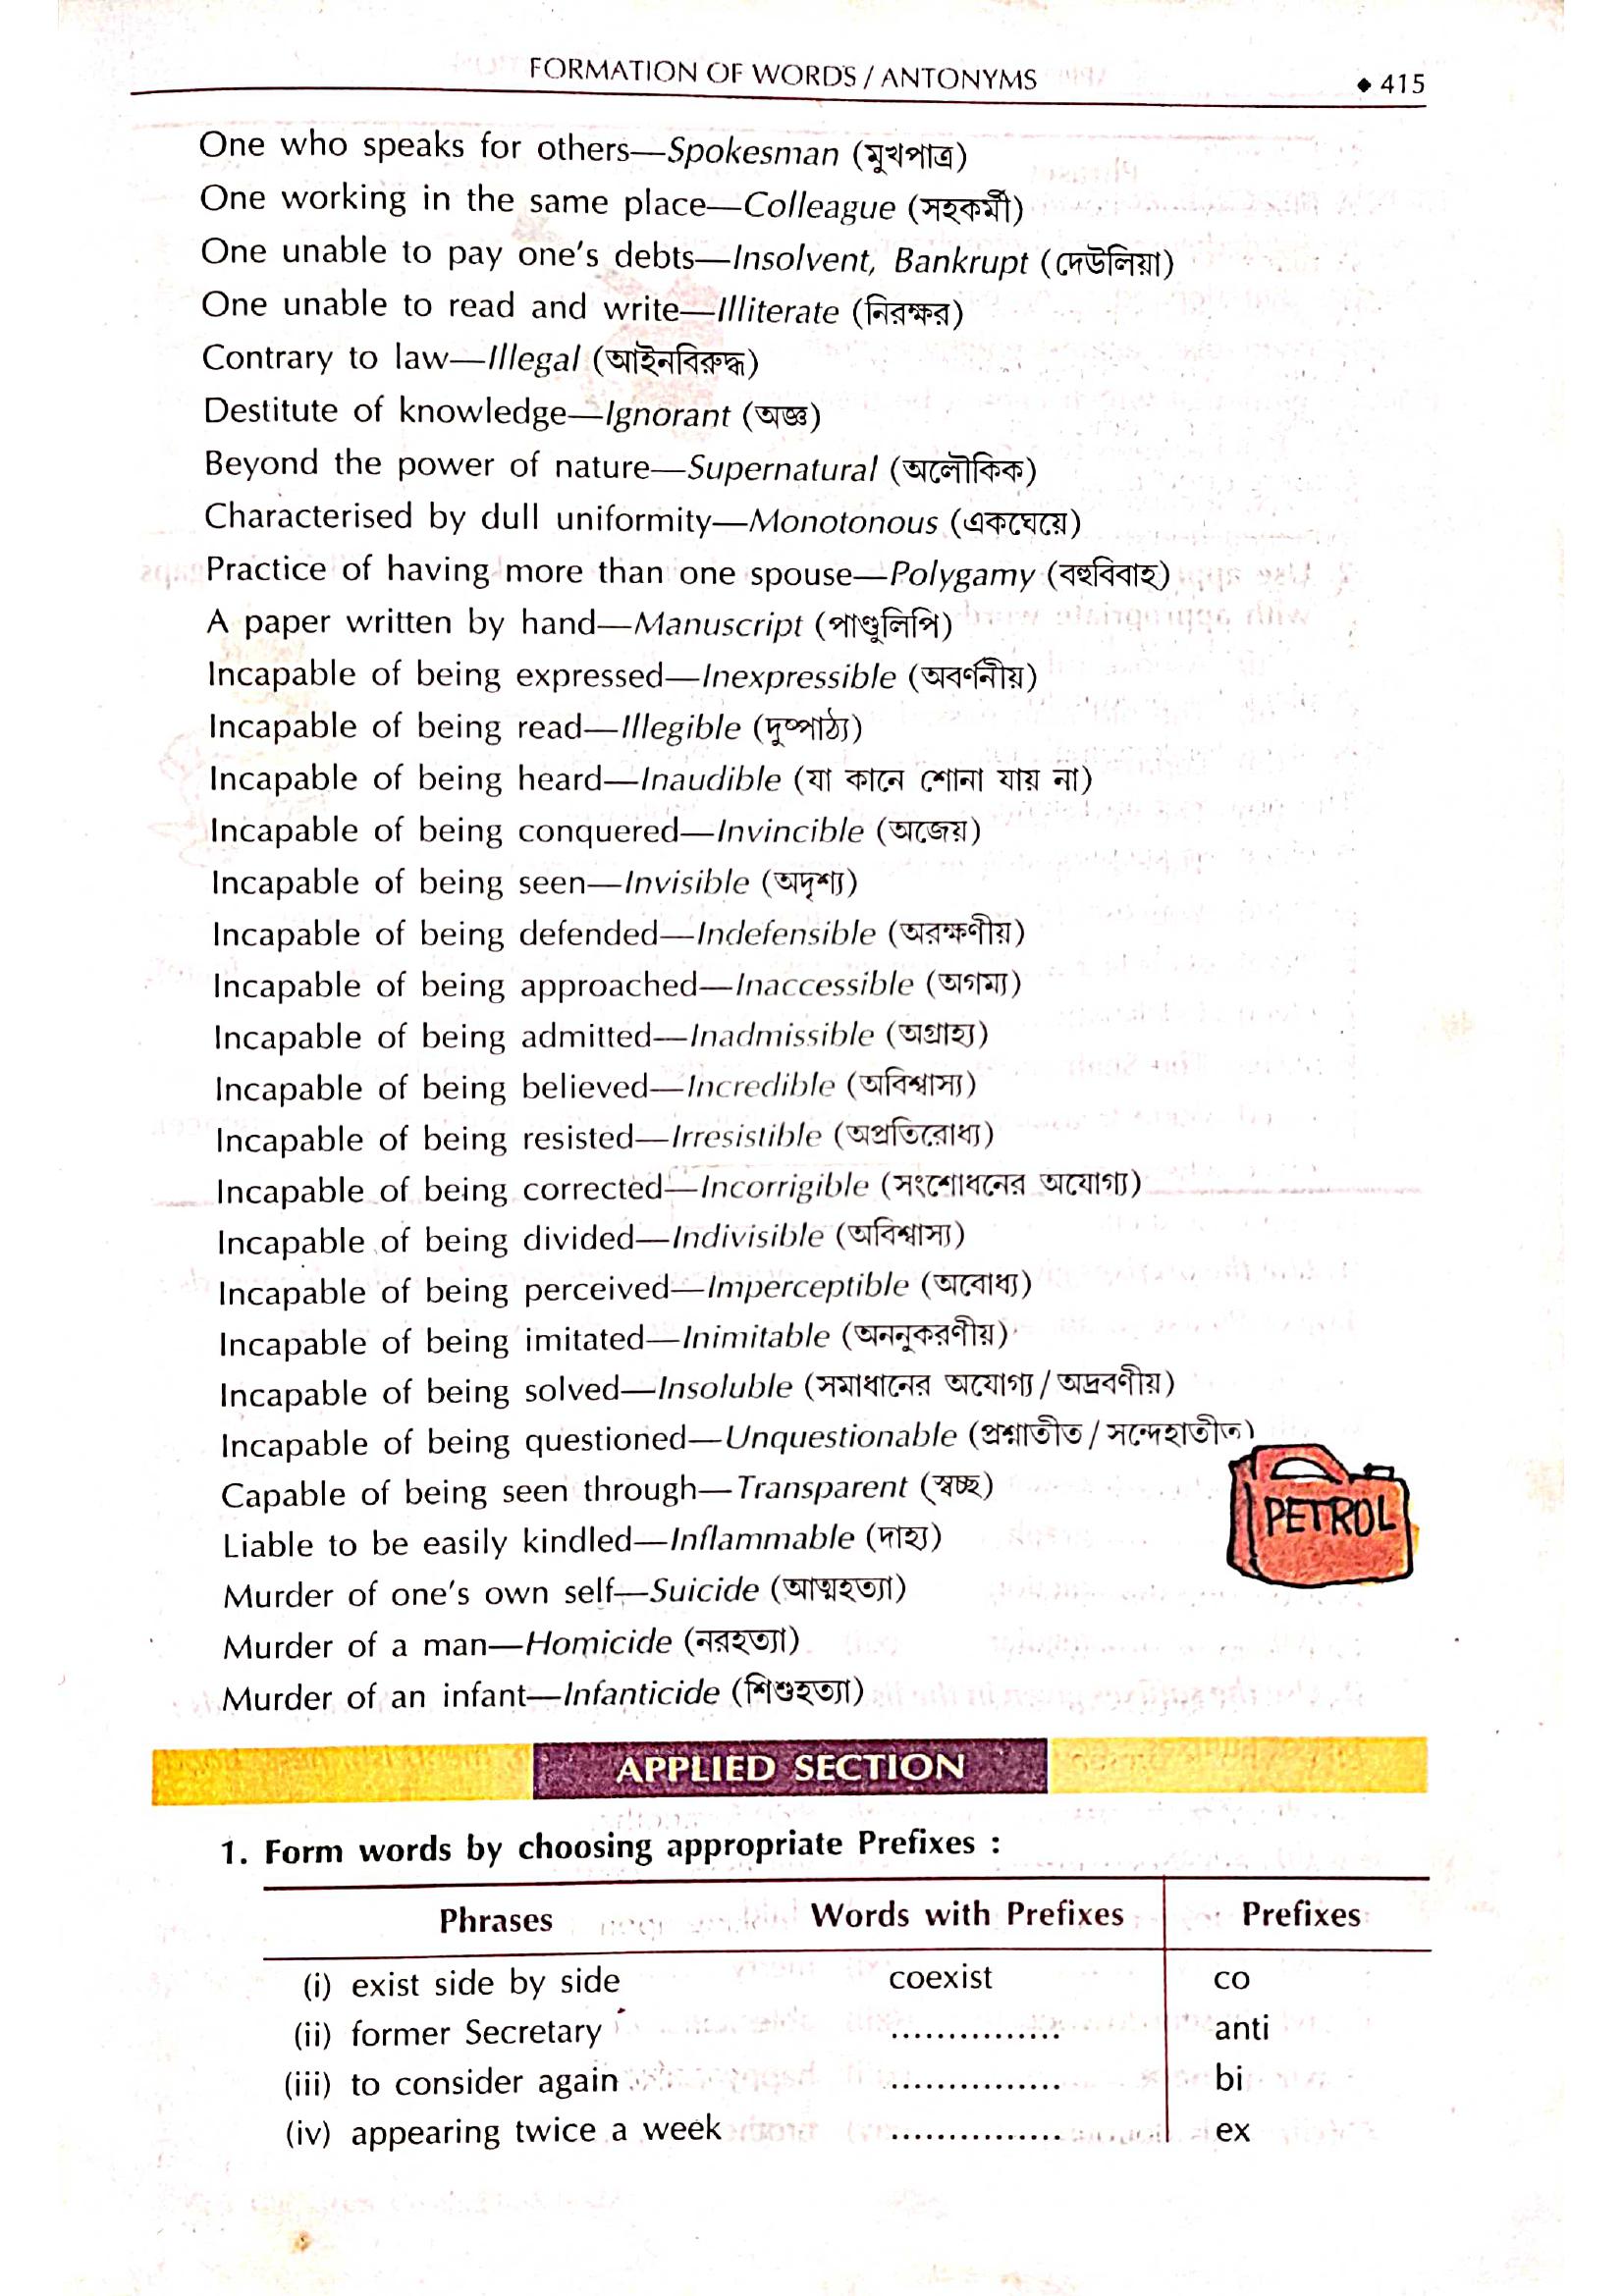 FORMATION OF WORDS / ANTONYMS ◆ 415
One who speaks for others—Spokesman (মুখপাত্র)
One working in the same place—Colleague (সহকর্মী)
One unable to pay one's debts—Insolvent, Bankrupt (দেউলিয়া)
One unable to read and write—Illiterate (নিরক্ষর)
Contrary to law—Illegal (আইনবিরুদ্ধ)
Destitute of knowledge—Ignorant (অজ্ঞ)
Beyond the power of nature—Supernatural (অলৌকিক)
Characterised by dull uniformity—Monotonous (একঘেয়ে)
Practice of having more than one spouse—Polygamy (বহুবিবাহ)
A paper written by hand—Manuscript (পাণ্ডুলিপি)
Incapable of being expressed—Inexpressible (অবর্ণনীয়)
Incapable of being read—Illegible (দুষ্পাঠ্য)
Incapable of being heard—Inaudible (যা কানে শোনা যায় না)
Incapable of being conquered—Invincible (অজেয়)
Incapable of being seen—Invisible (অদৃশ্য)
Incapable of being defended—Indefensible (অরক্ষণীয়)
Incapable of being approached—Inaccessible (অগম্য)
Incapable of being admitted—Inadmissible (অগ্রাহ্য)
Incapable of being believed—Incredible (অবিশ্বাস্য)
Incapable of being resisted—Irresistible (অপ্রতিরোধ্য)
Incapable of being corrected—Incorrigible (সংশোধনের অযোগ্য)
Incapable of being divided—Indivisible (অবিশ্বাস্য)
Incapable of being perceived—Imperceptible (অবোধ্য)
Incapable of being imitated—Inimitable (অননুকরণীয়)
Incapable of being solved—Insoluble (সমাধানের অযোগ্য / অদ্রবণীয়)
Incapable of being questioned—Unquestionable (প্রশ্নাতীত / সন্দেহাতীত)
Capable of being seen through—Transparent (স্বচ্ছ)
PETROL
Liable to be easily kindled—Inflammable (দাহ্য)
Murder of one's own self—Suicide (আত্মহত্যা)
Murder of a man—Homicide (নরহত্যা)
Murder of an infant—Infanticide (শিশুহত্যা)
APPLIED SECTION
1. Form words by choosing appropriate Prefixes :
Phrases Words with Prefixes Prefixes
(i) exist side by side coexist co
(ii) former Secretary ............... anti
(iii) to consider again ............... bi
(iv) appearing twice a week ............... ex